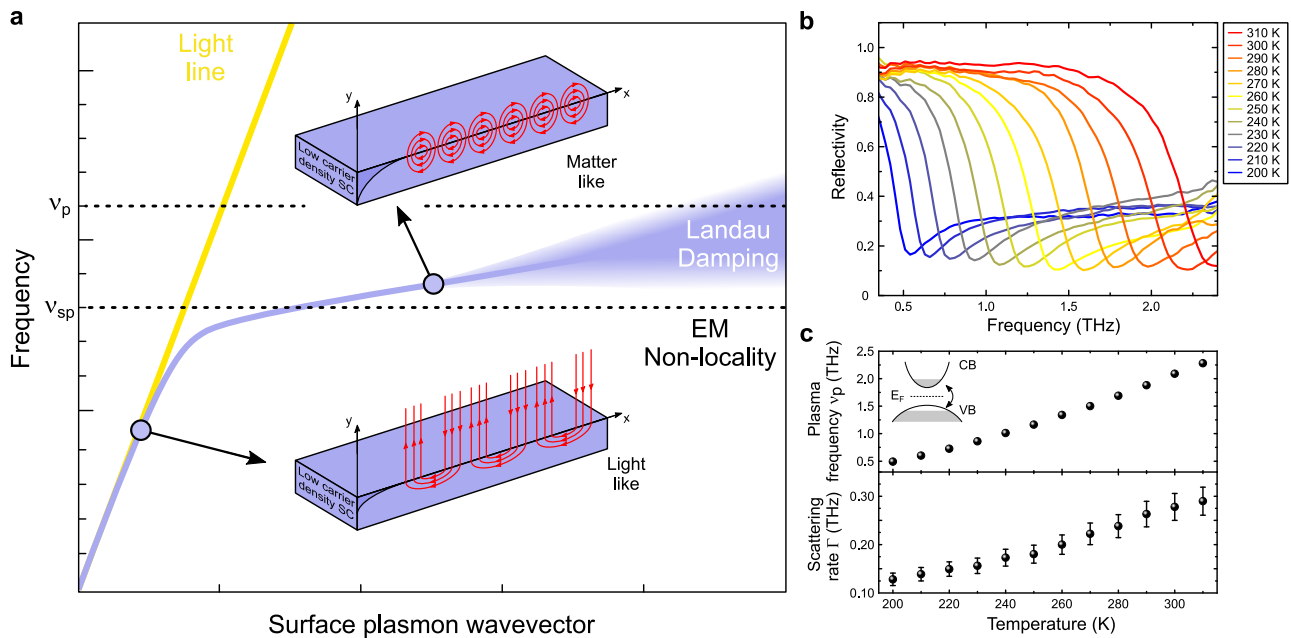 a
Light
line
y
x
Low carrier
density SC
Matter
like
νp
Landau
Damping
νsp
EM
Non-locality
Frequency
y
x
Low carrier
density SC
Light
like
Surface plasmon wavevector
b
1.0
0.8
0.6
0.4
0.2
0.0
Reflectivity
0.5
1.0
1.5
2.0
Frequency (THz)
310 K
300 K
290 K
280 K
270 K
260 K
250 K
240 K
230 K
220 K
210 K
200 K
c
2.5
2.0
1.5
1.0
0.5
Plasma
frequency νp (THz)
CB
EF
VB
0.30
0.20
0.10
Scattering
rate Γ (THz)
200
220
240
260
280
300
Temperature (K)